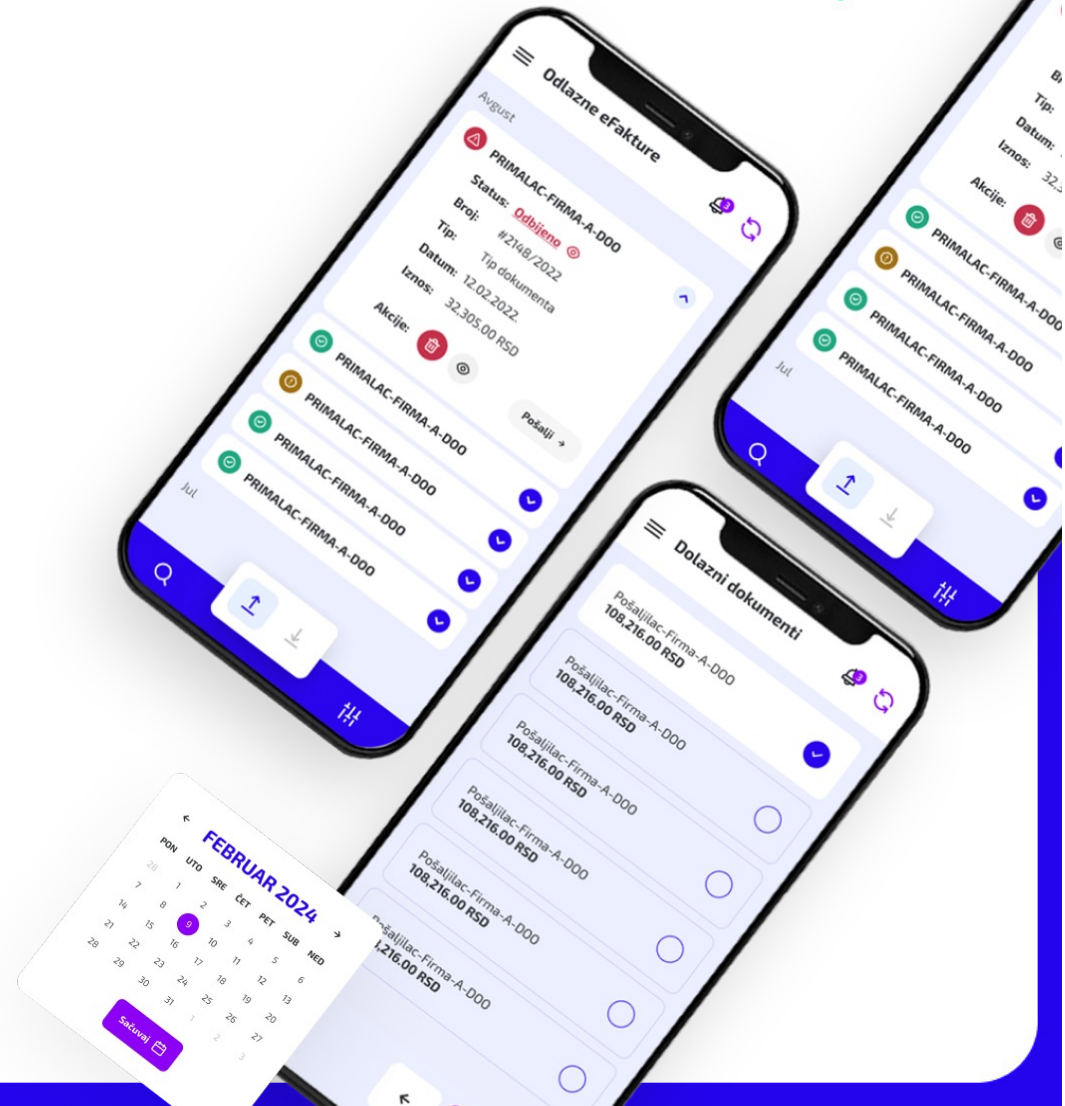 Odlazne eFakture
3
Avgust
PRIMALAC-FIRMA-A-DOO
Status: Odbijeno
Broj: #2148/2022
Tip: Tip dokumenta
Datum: 12.02.2022.
Iznos: 32,305.00 RSD
Akcije:
Pošalji →
PRIMALAC-FIRMA-A-DOO
PRIMALAC-FIRMA-A-DOO
PRIMALAC-FIRMA-A-DOO
PRIMALAC-FIRMA-A-DOO
Jul
Tip:
Datum:
Iznos:
Akcije:
PRIMALAC-FIRMA-A-DOO
PRIMALAC-FIRMA-A-DOO
PRIMALAC-FIRMA-A-DOO
PRIMALAC-FIRMA-A-DOO
Jul
Dolazni dokumenti
3
Pošaljilac-Firma-A-DOO
108,216.00 RSD
Pošaljilac-Firma-A-DOO
108,216.00 RSD
Pošaljilac-Firma-A-DOO
108,216.00 RSD
Pošaljilac-Firma-A-DOO
108,216.00 RSD
Pošaljilac-Firma-A-DOO
108,216.00 RSD
← FEBRUAR 2024 →
PON UTO SRE ČET PET SUB NED
28 1 2 3 4 5 6
7 8 9 10 11 12 13
14 15 16 17 18 19 20
21 22 23 24 25 26 27
28 29 30 31 1 2 3
Sačuvaj